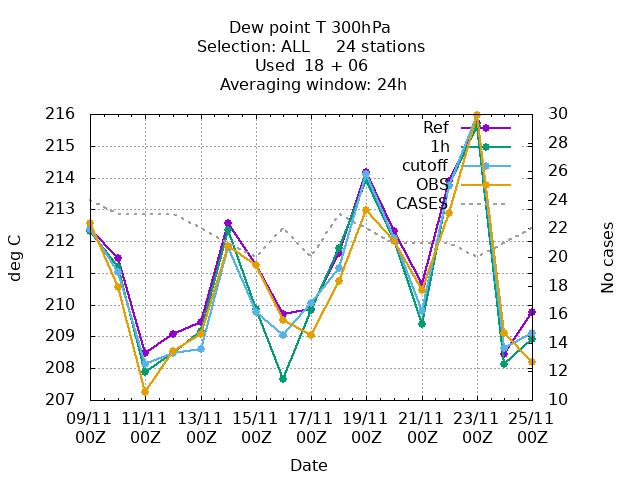 Dew point T 300hPa
Selection: ALL     24 stations
Used  18 + 06
Averaging window: 24h
216
215
214
213
212
211
210
209
208
207
deg C
30
28
26
24
22
20
18
16
14
12
10
No cases
Ref
1h
cutoff
OBS
CASES
09/11 11/11 13/11 15/11 17/11 19/11 21/11 23/11 25/11
00Z 00Z 00Z 00Z 00Z 00Z 00Z 00Z 00Z
Date